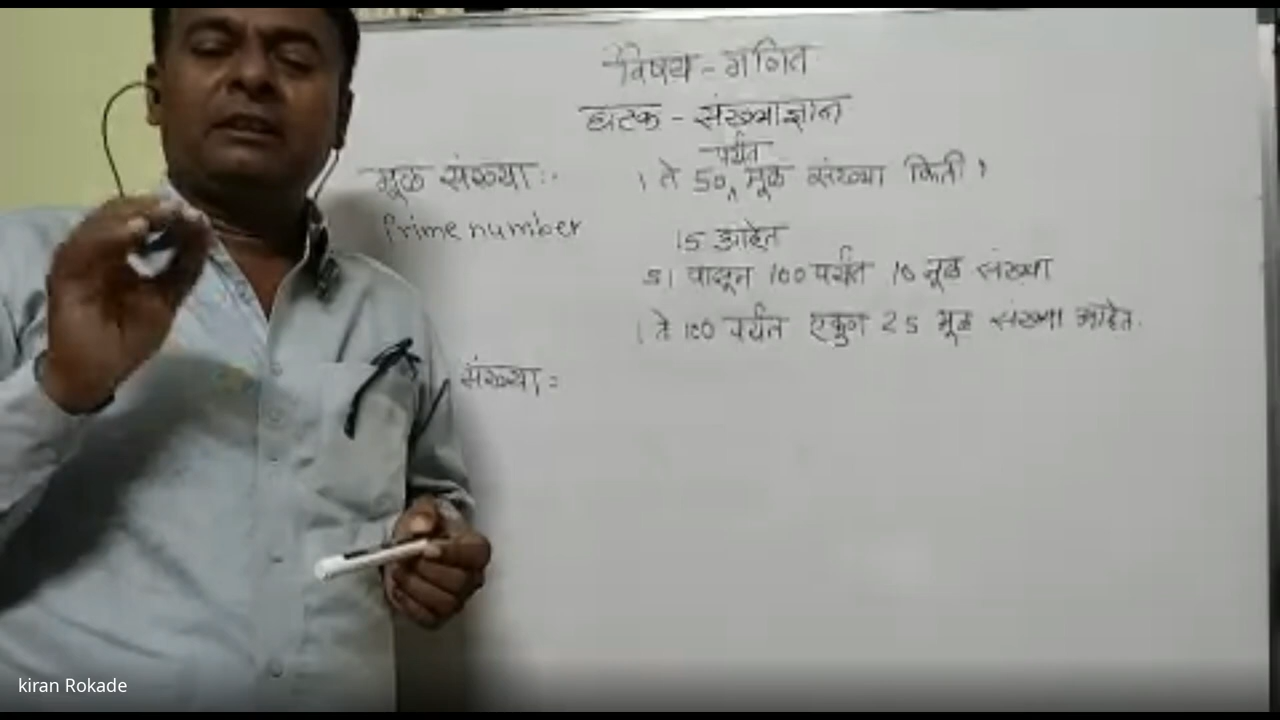 विषय - गणित
घटक - संख्याज्ञान
मूळ संख्या :-
Prime number
पर्यंत
1 ते 50, मूळ संख्या किती ?
15 आहेत
51 पासून 100 पर्यंत 10 मूळ संख्या
1 ते 100 पर्यंत एकुण 25 मूळ संख्या आहेत.
संख्या :
kiran Rokade